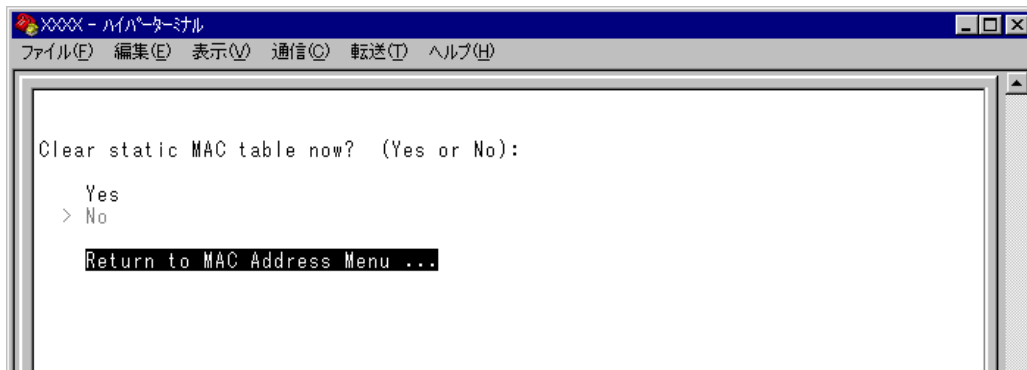 XXXX - ハイパーターミナル
ファイル(F) 編集(E) 表示(V) 通信(C) 転送(T) ヘルプ(H)
Clear static MAC table now? (Yes or No):
Yes
> No
Return to MAC Address Menu ...